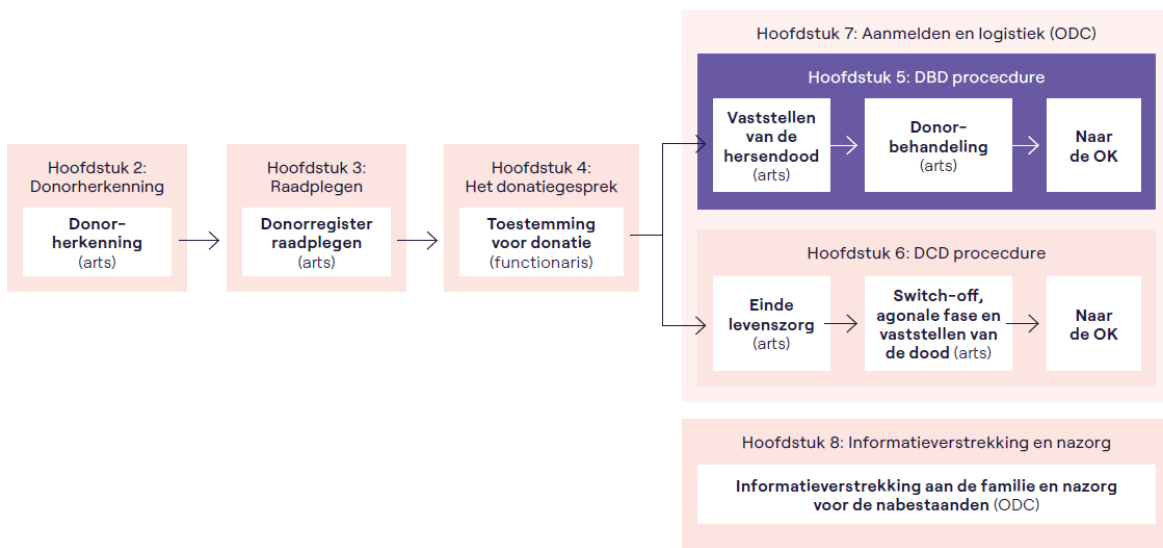 Hoofdstuk 2:
Donorherkenning
Donor-
herkenning
(arts)
Hoofdstuk 3:
Raadplegen
Donorregister
raadplegen
(arts)
Hoofdstuk 4:
Het donatiegesprek
Toestemming
voor donatie
(functionaris)
Hoofdstuk 7: Aanmelden en logistiek (ODC)
Hoofdstuk 5: DBD procecdure
Vaststellen
van de
hersendood
(arts)
Donor-
behandeling
(arts)
Naar
de OK
Hoofdstuk 6: DCD procecdure
Einde
levenszorg
(arts)
Switch-off,
agonale fase en
vaststellen van
de dood (arts)
Naar
de OK
Hoofdstuk 8: Informatieverstrekking en nazorg
Informatieverstrekking aan de familie en nazorg
voor de nabestaanden (ODC)